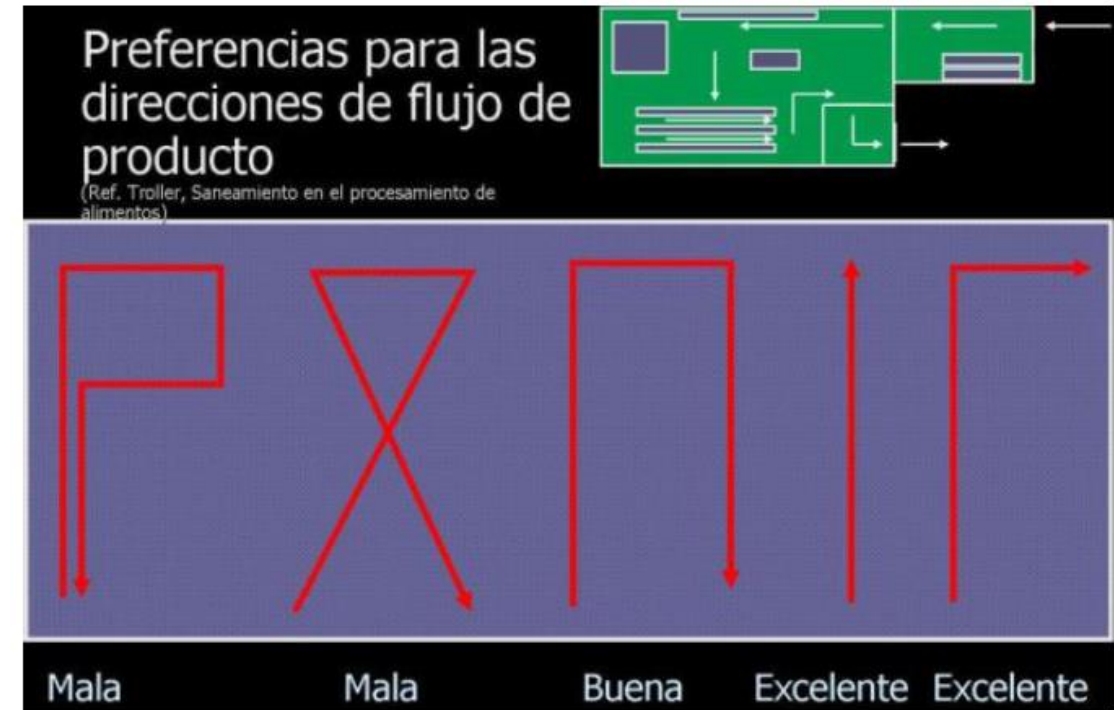 Preferencias para las
direcciones de flujo de
producto
(Ref. Troller, Saneamiento en el procesamiento de
alimentos)
Mala
Mala
Buena
Excelente
Excelente